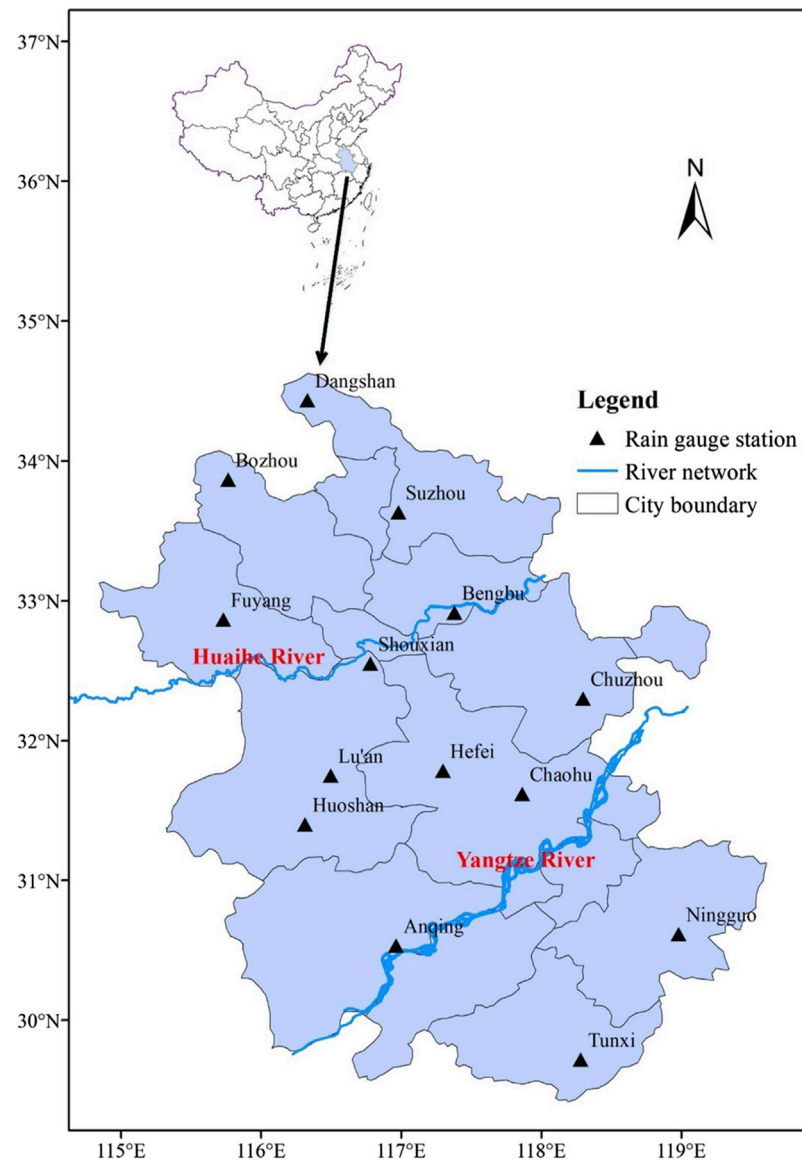 37°N
36°N
35°N
34°N
33°N
32°N
31°N
30°N
N
Legend
Rain gauge station
River network
City boundary
Dangshan
Bozhou
Suzhou
Fuyang
Bengbu
Huaihe River
Shouxian
Chuzhou
Lu'an
Hefei
Chaohu
Huoshan
Yangtze River
Anqing
Ningguo
Tunxi
115°E
116°E
117°E
118°E
119°E